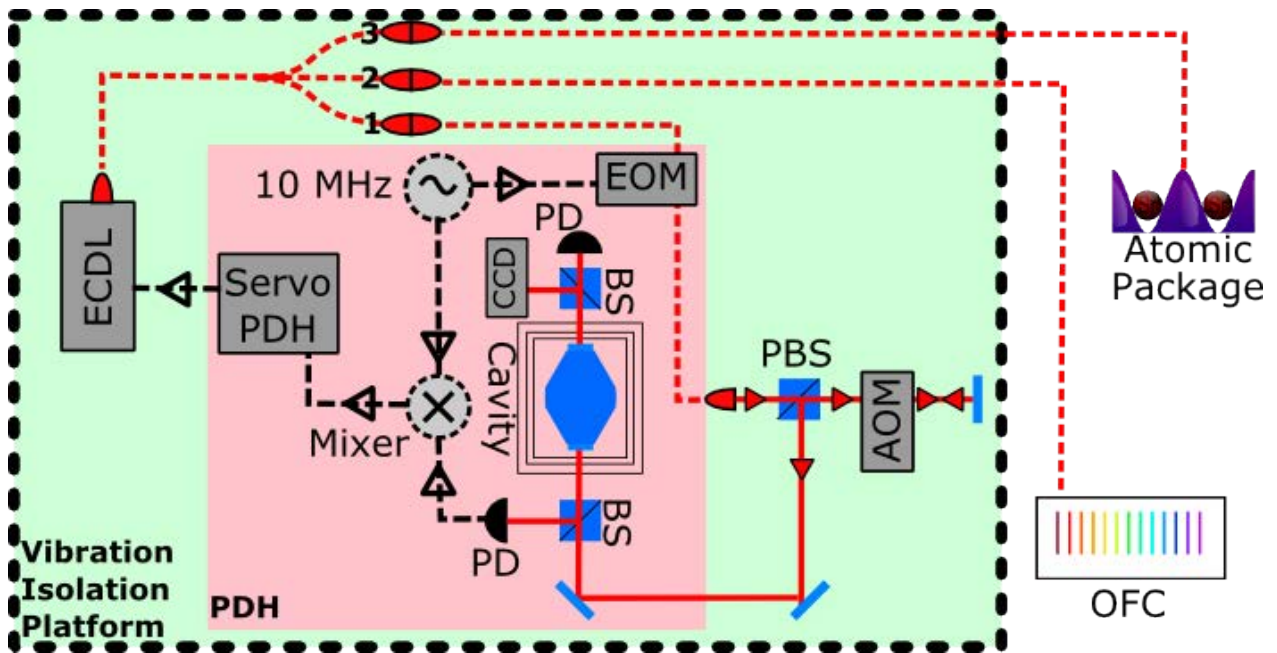 3
2
1
10 MHz
EOM
PD
CCD
BS
ECDL
Servo
PDH
Cavity
PBS
AOM
Mixer
BS
PD
Vibration
Isolation
Platform
PDH
Atomic
Package
OFC